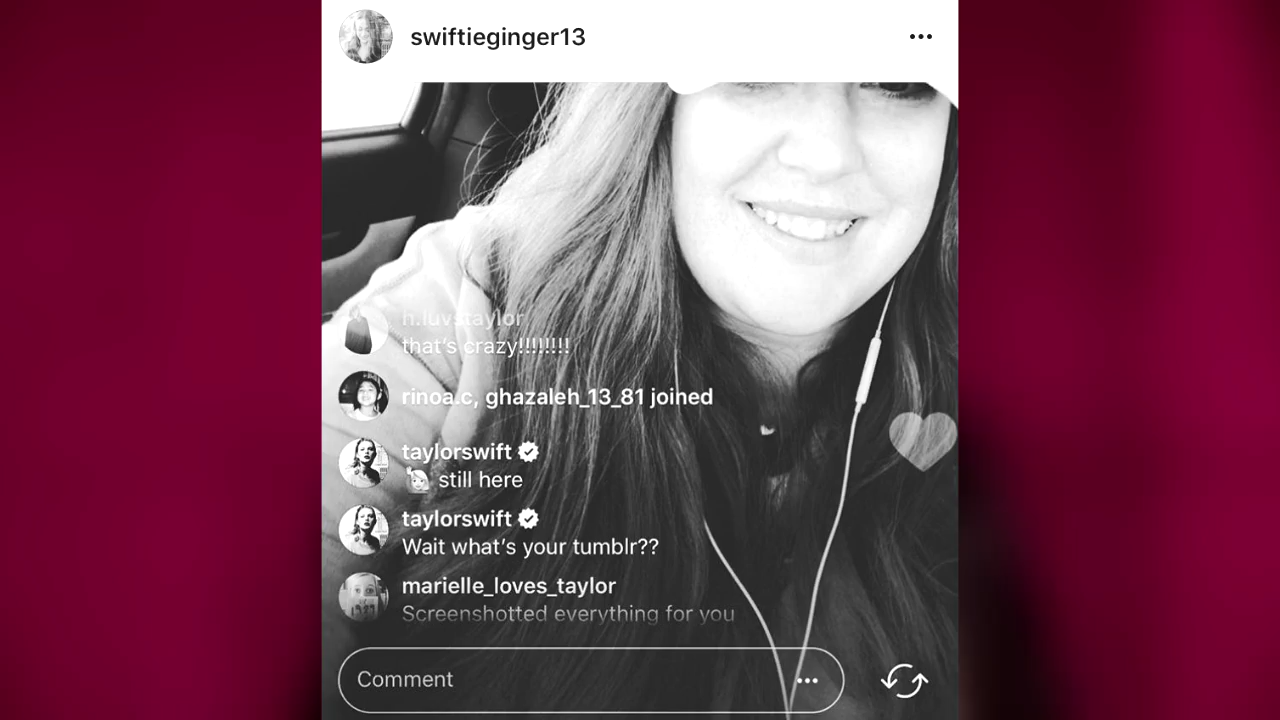 swiftieginger13
h.luvstaylor
that's crazy!!!!!!!!
rinoa.c, ghazaleh_13_81 joined
taylorswift
🙋🏻 still here
taylorswift
Wait what's your tumblr??
marielle_loves_taylor
Screenshotted everything for you
Comment